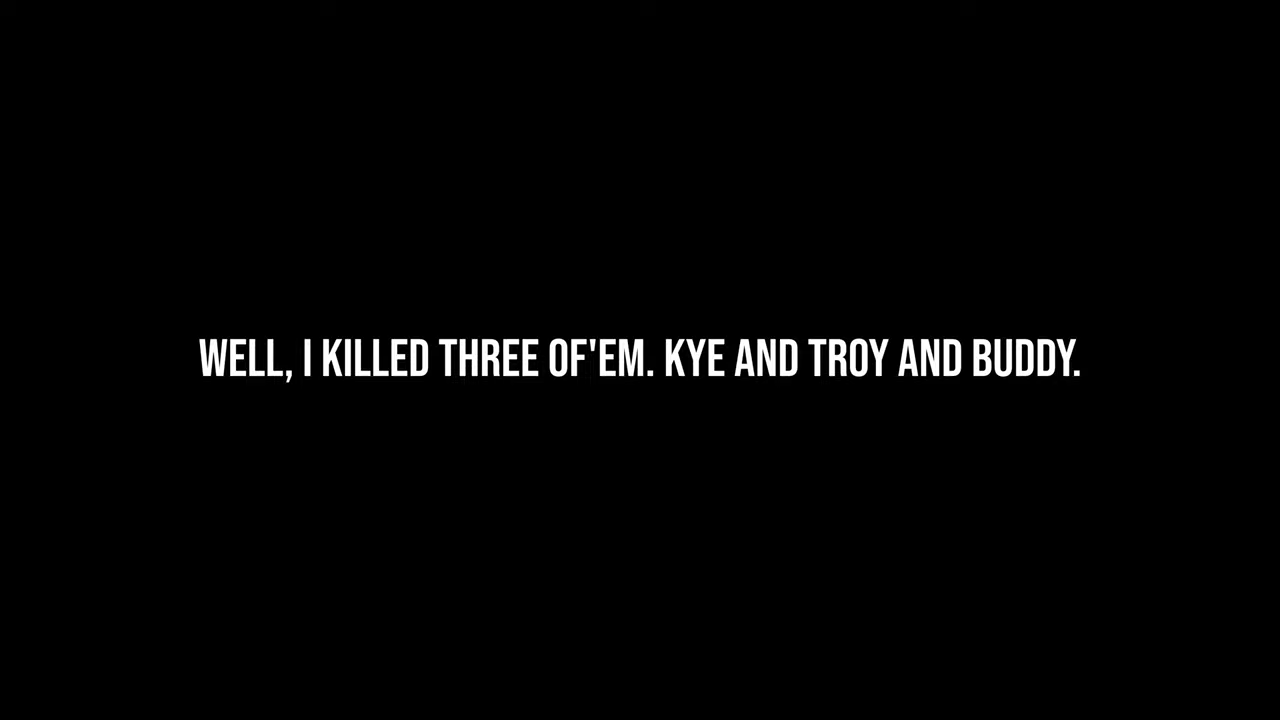 WELL, I KILLED THREE OF'EM. KYE AND TROY AND BUDDY.